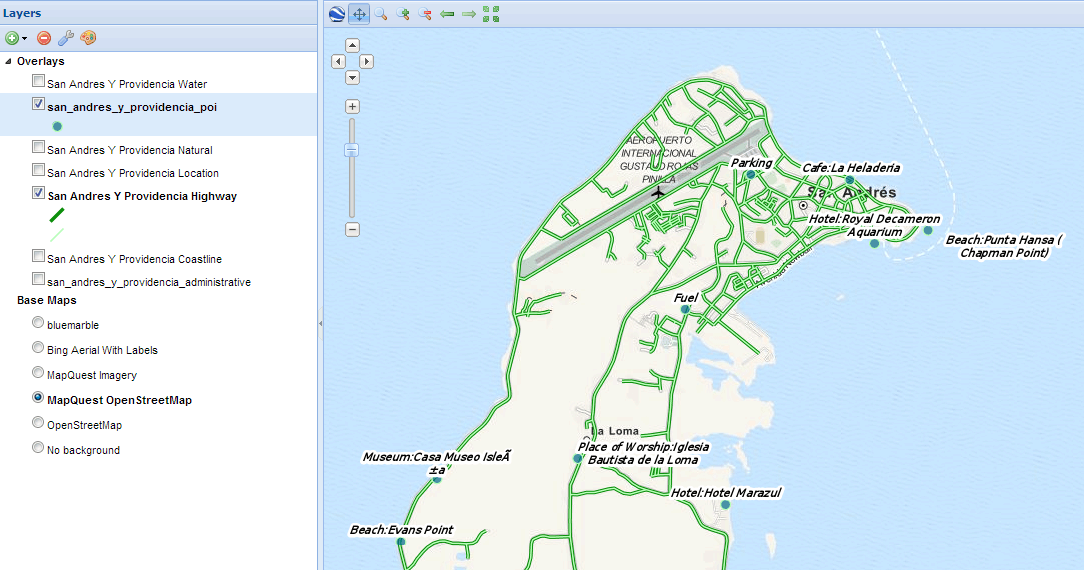 Layers
Overlays
San Andres Y Providencia Water
san_andres_y_providencia_poi
San Andres Y Providencia Natural
San Andres Y Providencia Location
San Andres Y Providencia Highway
San Andres Y Providencia Coastline
san_andres_y_providencia_administrative
Base Maps
bluemarble
Bing Aerial With Labels
MapQuest Imagery
MapQuest OpenStreetMap
OpenStreetMap
No background
AEROPUERTO
INTERNACIONAL
GUSTAVO ROJAS
PINILLA
Parking
Cafe:La Heladeria
San Andrés
Hotel:Royal Decameron
Aquarium
Beach:Punta Hansa (
Chapman Point)
Fuel
La Loma
Place of Worship:Iglesia
Bautista de la Loma
Museum:Casa Museo IsleÃ
±a
Hotel:Hotel Marazul
Beach:Evans Point